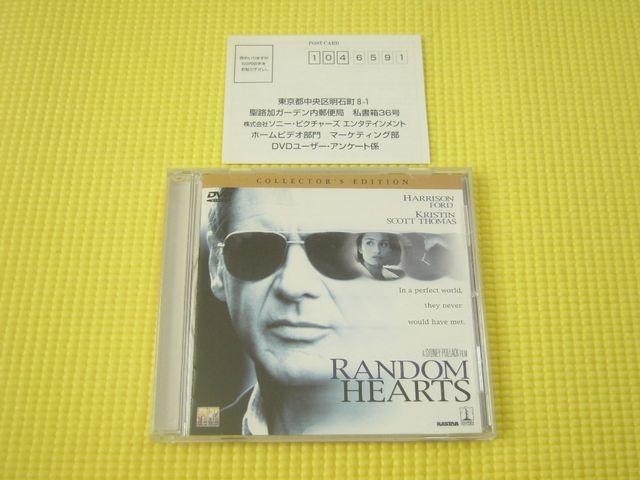 POST CARD
1046591
東京都中央区明石町8-1
聖路加ガーデン内郵便局 私書箱36号
株式会社ソニー・ピクチャーズ エンタテインメント
ホームビデオ部門 マーケティング部
DVDユーザー・アンケート係
COLLECTOR'S EDITION
DVD
HARRISON
FORD
KRISTIN
SCOTT THOMAS
In a perfect world,
they never
would have met.
A SYDNEY POLLACK FILM
RANDOM
HEARTS
RASTAR